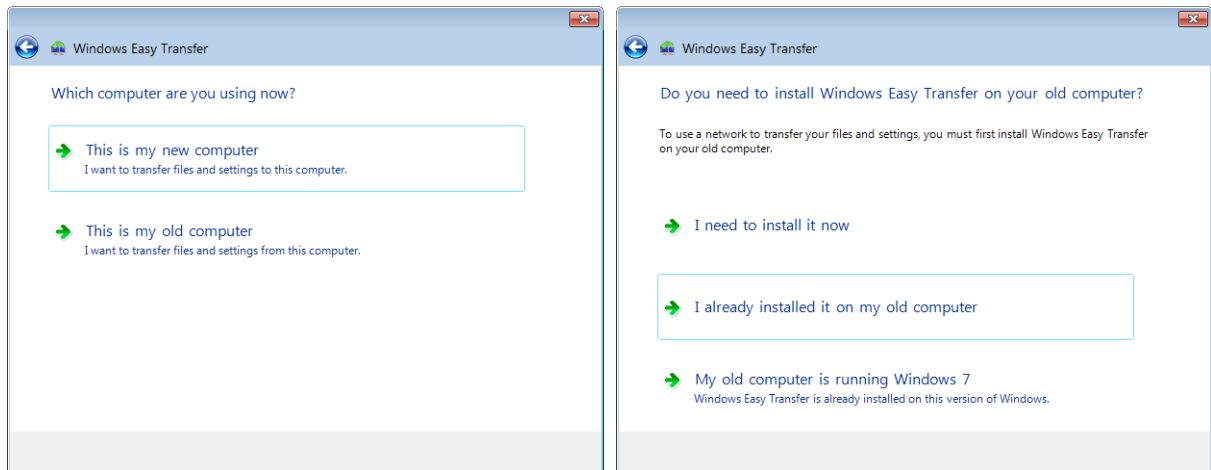 Windows Easy Transfer
Which computer are you using now?
This is my new computer
I want to transfer files and settings to this computer.
This is my old computer
I want to transfer files and settings from this computer.
Windows Easy Transfer
Do you need to install Windows Easy Transfer on your old computer?
To use a network to transfer your files and settings, you must first install Windows Easy Transfer
on your old computer.
I need to install it now
I already installed it on my old computer
My old computer is running Windows 7
Windows Easy Transfer is already installed on this version of Windows.